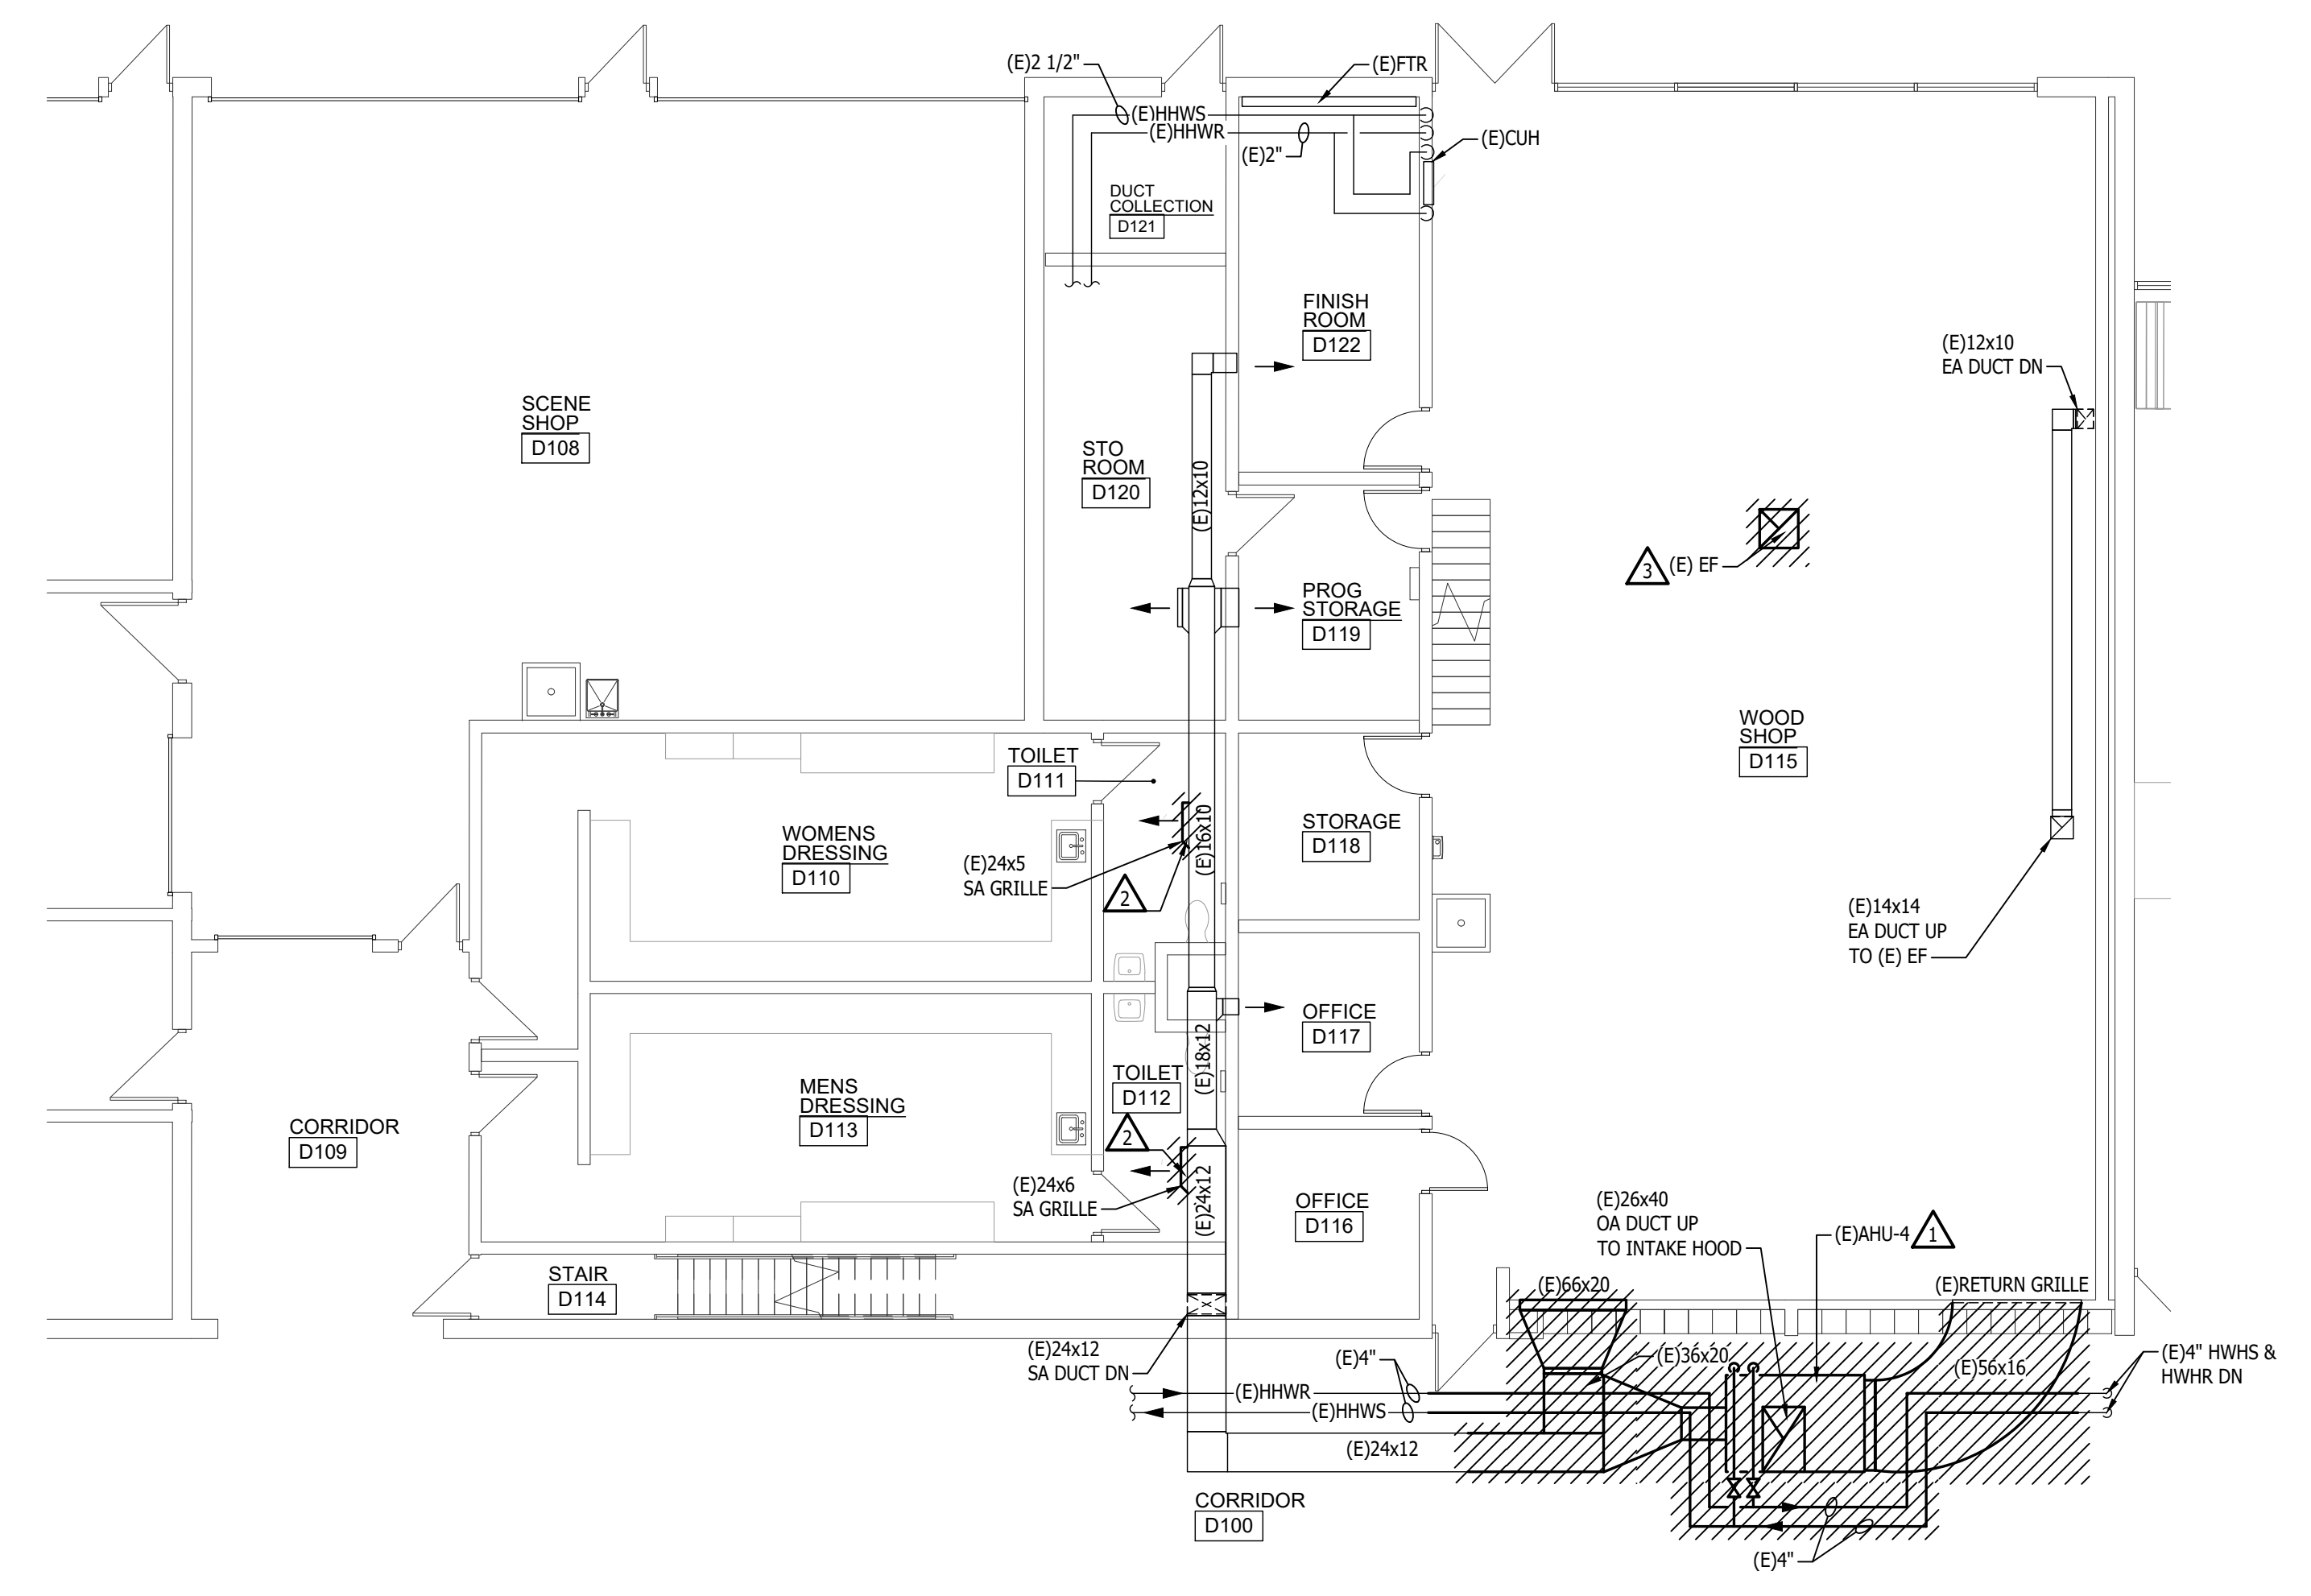 (E)2 1/2"
(E)FTR
(E)HHWS
(E)HHWR
(E)2"
(E)CUH
DUCT
COLLECTION
D121
FINISH
ROOM
D122
(E)12x10
EA DUCT DN
SCENE
SHOP
D108
STO
ROOM
D120
(E)12x10
3
(E) EF
PROG
STORAGE
D119
WOOD
SHOP
D115
TOILET
D111
WOMENS
DRESSING
D110
(E)24x5
SA GRILLE
2
(E)16x10
STORAGE
D118
(E)14x14
EA DUCT UP
TO (E) EF
OFFICE
D117
(E)18x12
TOILET
D112
2
MENS
DRESSING
D113
CORRIDOR
D109
(E)24x6
SA GRILLE
(E)24x12
OFFICE
D116
(E)26x40
OA DUCT UP
TO INTAKE HOOD
(E)AHU-4
1
STAIR
D114
(E)66x20
(E)RETURN GRILLE
(E)24x12
SA DUCT DN
(E)4"
(E)36x20
(E)56x16
(E)4" HWHS &
HWHR DN
(E)HHWR
(E)HHWS
(E)24x12
CORRIDOR
D100
(E)4"